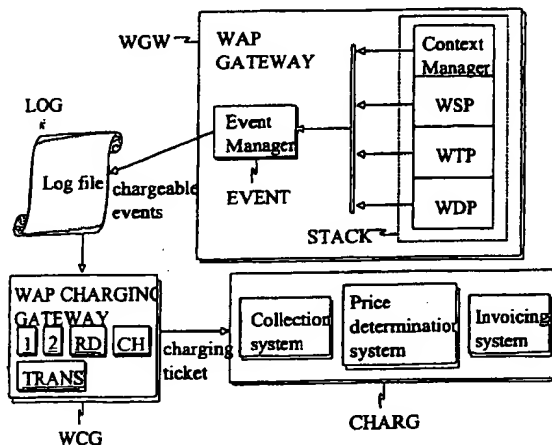 WGW
WAP
GATEWAY
Context
Manager
WSP
WTP
WDP
STACK
Event
Manager
EVENT
LOG
Log file
chargeable
events
WAP CHARGING
GATEWAY
1 2 RD CH
TRANS
WCG
charging
ticket
Collection
system
Price
determination
system
Invoicing
system
CHARG